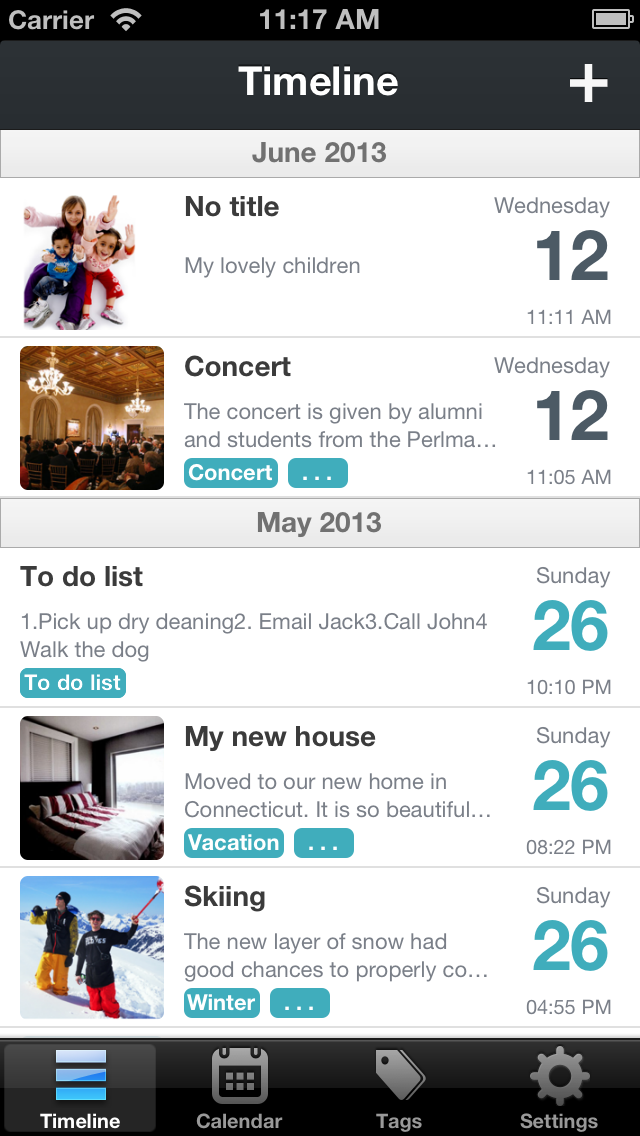 Carrier 11:17 AM
Timeline
June 2013
No title
Wednesday
My lovely children
12
11:11 AM
Concert
Wednesday
The concert is given by alumni
and students from the Perlma...
12
Concert ...
11:05 AM
May 2013
To do list
Sunday
1.Pick up dry deaning2. Email Jack3.Call John4
Walk the dog
26
To do list
10:10 PM
My new house
Sunday
Moved to our new home in
Connecticut. It is so beautiful...
26
Vacation ...
08:22 PM
Skiing
Sunday
The new layer of snow had
good chances to properly co...
26
Winter ...
04:55 PM
Timeline Calendar Tags Settings